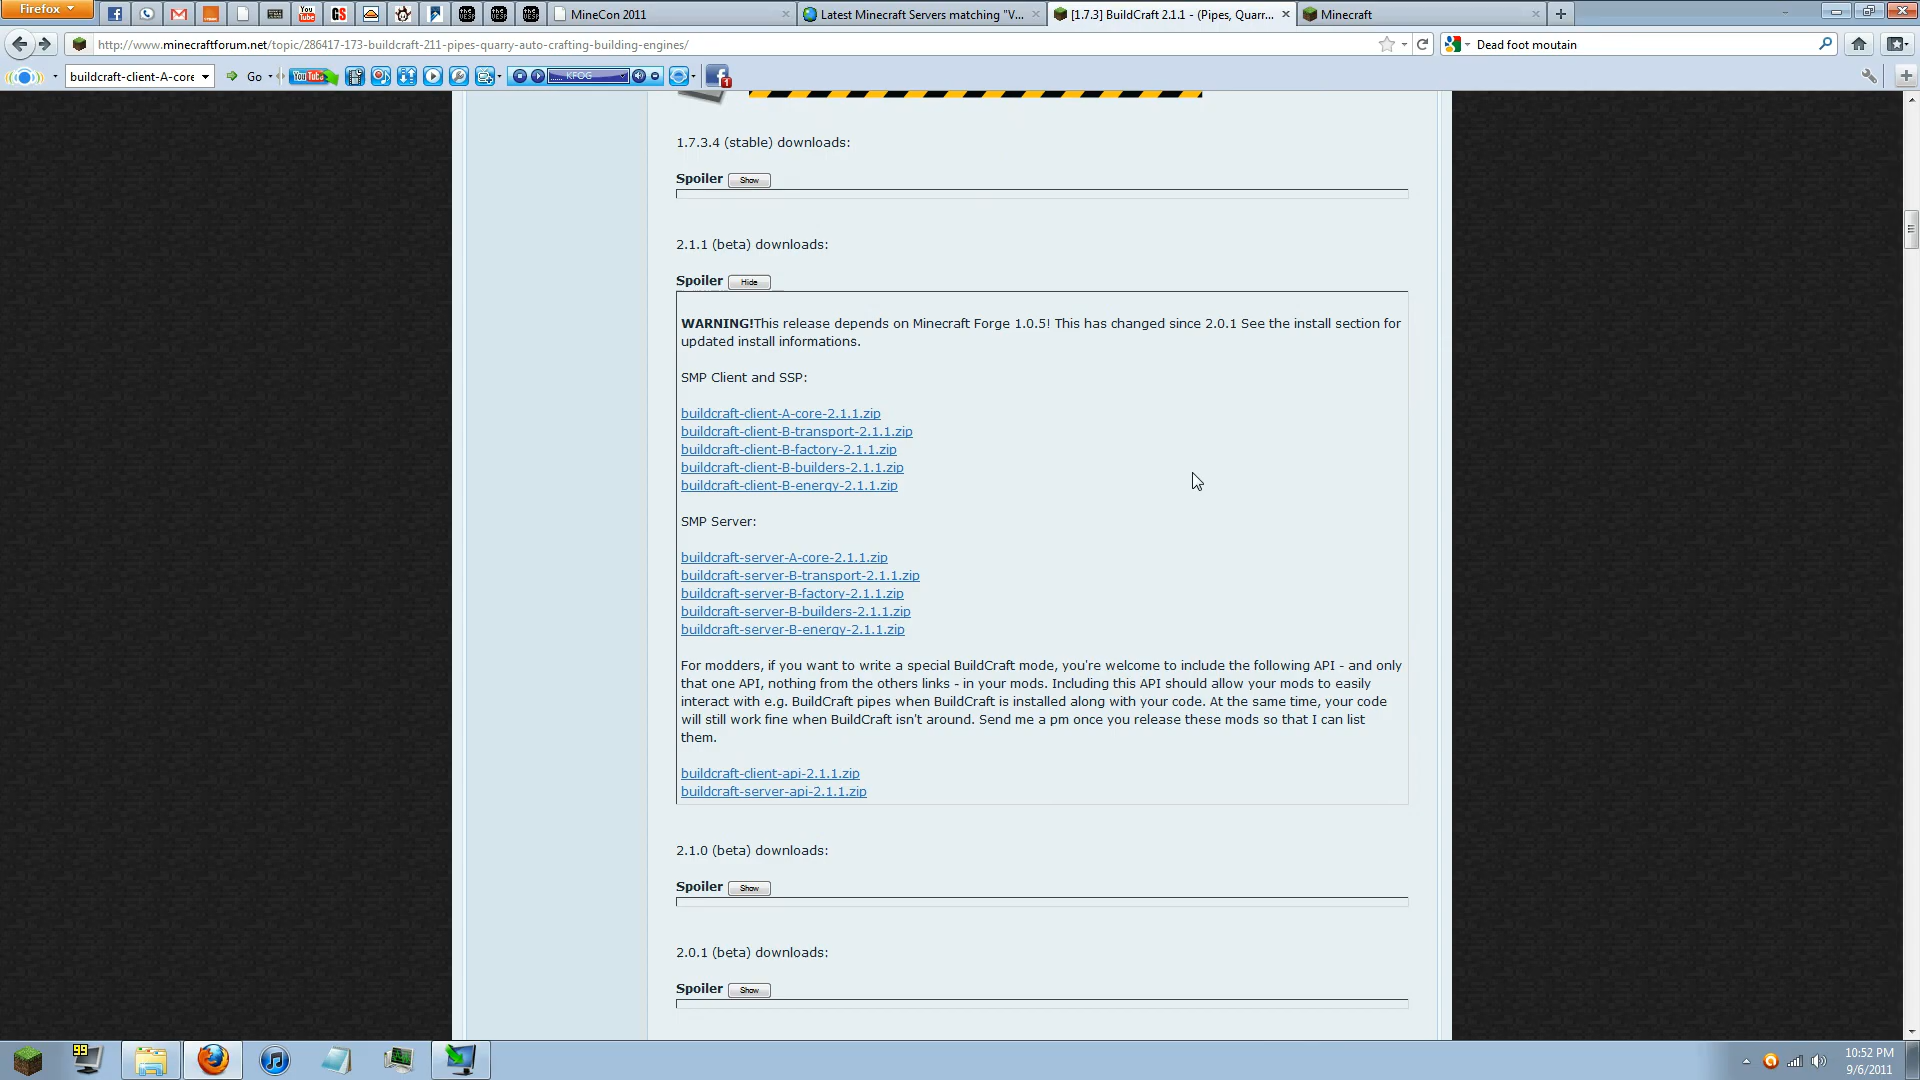 Firefox
MineCon 2011
Latest Minecraft Servers matching "V...
[1.7.3] BuildCraft 2.1.1 - (Pipes, Quarr...
Minecraft
http://www.minecraftforum.net/topic/286417-173-buildcraft-211-pipes-quarry-auto-crafting-building-engines/
Dead foot moutain
buildcraft-client-A-core
Go
YouTube
KFOG
1
1.7.3.4 (stable) downloads:
Spoiler Show
2.1.1 (beta) downloads:
Spoiler Hide
WARNING!This release depends on Minecraft Forge 1.0.5! This has changed since 2.0.1 See the install section for
updated install informations.
SMP Client and SSP:
buildcraft-client-A-core-2.1.1.zip
buildcraft-client-B-transport-2.1.1.zip
buildcraft-client-B-factory-2.1.1.zip
buildcraft-client-B-builders-2.1.1.zip
buildcraft-client-B-energy-2.1.1.zip
SMP Server:
buildcraft-server-A-core-2.1.1.zip
buildcraft-server-B-transport-2.1.1.zip
buildcraft-server-B-factory-2.1.1.zip
buildcraft-server-B-builders-2.1.1.zip
buildcraft-server-B-energy-2.1.1.zip
For modders, if you want to write a special BuildCraft mode, you're welcome to include the following API - and only
that one API, nothing from the others links - in your mods. Including this API should allow your mods to easily
interact with e.g. BuildCraft pipes when BuildCraft is installed along with your code. At the same time, your code
will still work fine when BuildCraft isn't around. Send me a pm once you release these mods so that I can list
them.
buildcraft-client-api-2.1.1.zip
buildcraft-server-api-2.1.1.zip
2.1.0 (beta) downloads:
Spoiler Show
2.0.1 (beta) downloads:
Spoiler Show
99
10:52 PM
9/6/2011